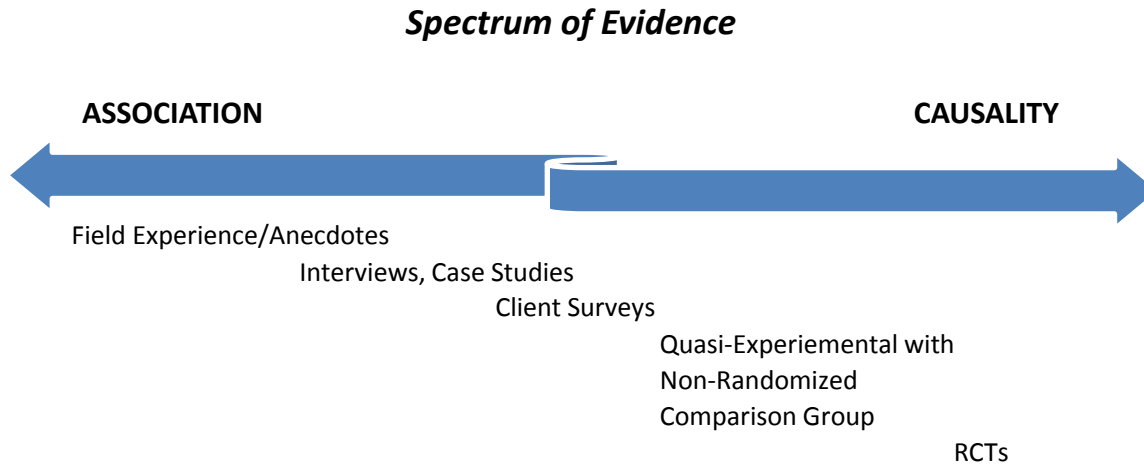 Spectrum of Evidence
ASSOCIATION
CAUSALITY
Field Experience/Anecdotes
Interviews, Case Studies
Client Surveys
Quasi-Experiemental with
Non-Randomized
Comparison Group
RCTs